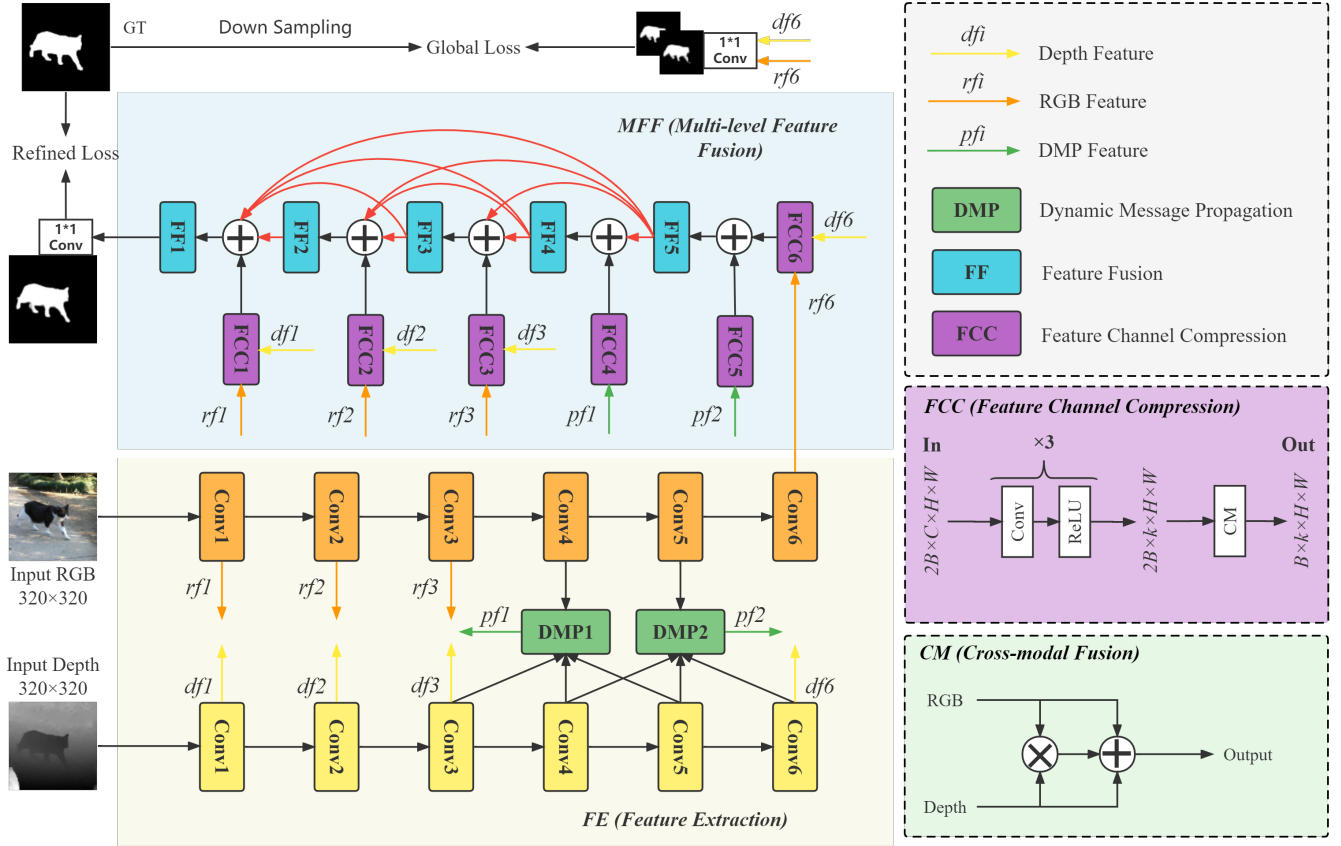 GT
Down Sampling
Global Loss
1*1
Conv
df6
rf6
Refined Loss
1*1
Conv
MFF (Multi-level Feature
Fusion)
FF1
FF2
FF3
FF4
FF5
FCC6
df6
rf6
FCC1
df1
FCC2
df2
FCC3
df3
FCC4
FCC5
rf1
rf2
rf3
pf1
pf2
Input RGB
320×320
Conv1
Conv2
Conv3
Conv4
Conv5
Conv6
rf1
rf2
rf3
pf1
DMP1
DMP2
pf2
Input Depth
320×320
df1
df2
df3
df6
Conv1
Conv2
Conv3
Conv4
Conv5
Conv6
FE (Feature Extraction)
dfi
Depth Feature
rfi
RGB Feature
pfi
DMP Feature
DMP
Dynamic Message Propagation
FF
Feature Fusion
FCC
Feature Channel Compression
FCC (Feature Channel Compression)
In
×3
Out
2B×C×H×W
Conv
ReLU
2B×k×H×W
CM
B×k×H×W
CM (Cross-modal Fusion)
RGB
Depth
Output